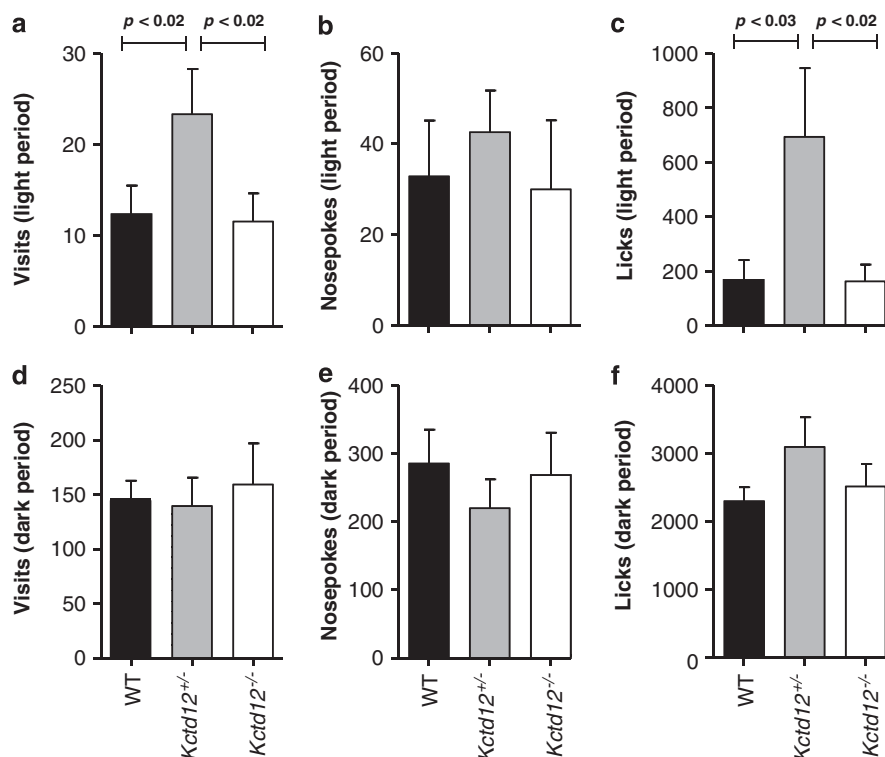 a
p < 0.02
p < 0.02
Visits (light period)
30
20
10
0
b
Nosepokes (light period)
60
40
20
0
c
p < 0.03
p < 0.02
Licks (light period)
1000
800
600
400
200
0
d
Visits (dark period)
250
200
150
100
50
0
WT
Kctd12+/-
Kctd12-/-
e
Nosepokes (dark period)
400
300
200
100
0
WT
Kctd12+/-
Kctd12-/-
f
Licks (dark period)
4000
3000
2000
1000
0
WT
Kctd12+/-
Kctd12-/-